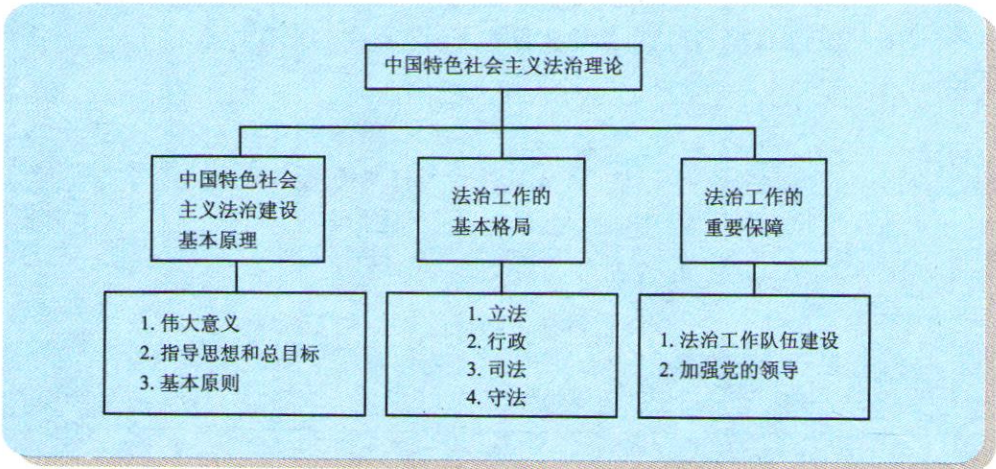 中国特色社会主义法治理论
中国特色社会
主义法治建设
基本原理
法治工作的
基本格局
法治工作的
重要保障
1. 伟大意义
2. 指导思想和总目标
3. 基本原则
1. 立法
2. 行政
3. 司法
4. 守法
1. 法治工作队伍建设
2. 加强党的领导